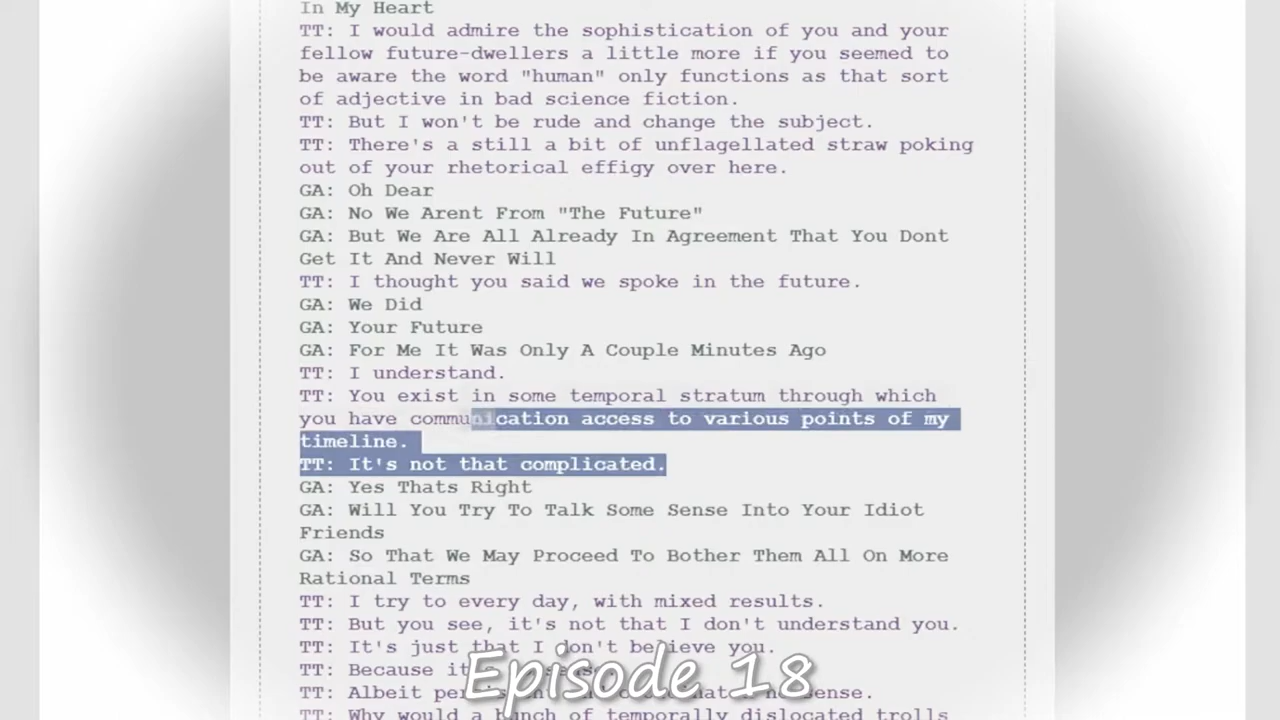 In My Heart
TT: I would admire the sophistication of you and your
fellow future-dwellers a little more if you seemed to
be aware the word "human" only functions as that sort
of adjective in bad science fiction.
TT: But I won't be rude and change the subject.
TT: There's a still a bit of unflagellated straw poking
out of your rhetorical effigy over here.
GA: Oh Dear
GA: No We Arent From "The Future"
GA: But We Are All Already In Agreement That You Dont
Get It And Never Will
TT: I thought you said we spoke in the future.
GA: We Did
GA: Your Future
GA: For Me It Was Only A Couple Minutes Ago
TT: I understand.
TT: You exist in some temporal stratum through which
you have communication access to various points of my
timeline.
TT: It's not that complicated.
GA: Yes Thats Right
GA: Will You Try To Talk Some Sense Into Your Idiot
Friends
GA: So That We May Proceed To Bother Them All On More
Rational Terms
TT: I try to every day, with mixed results.
TT: But you see, it's not that I don't understand you.
TT: It's just that I don't believe you.
TT: Because
TT: Albeit
TT: Why would a bunch of temporally dislocated trolls
Episode 18